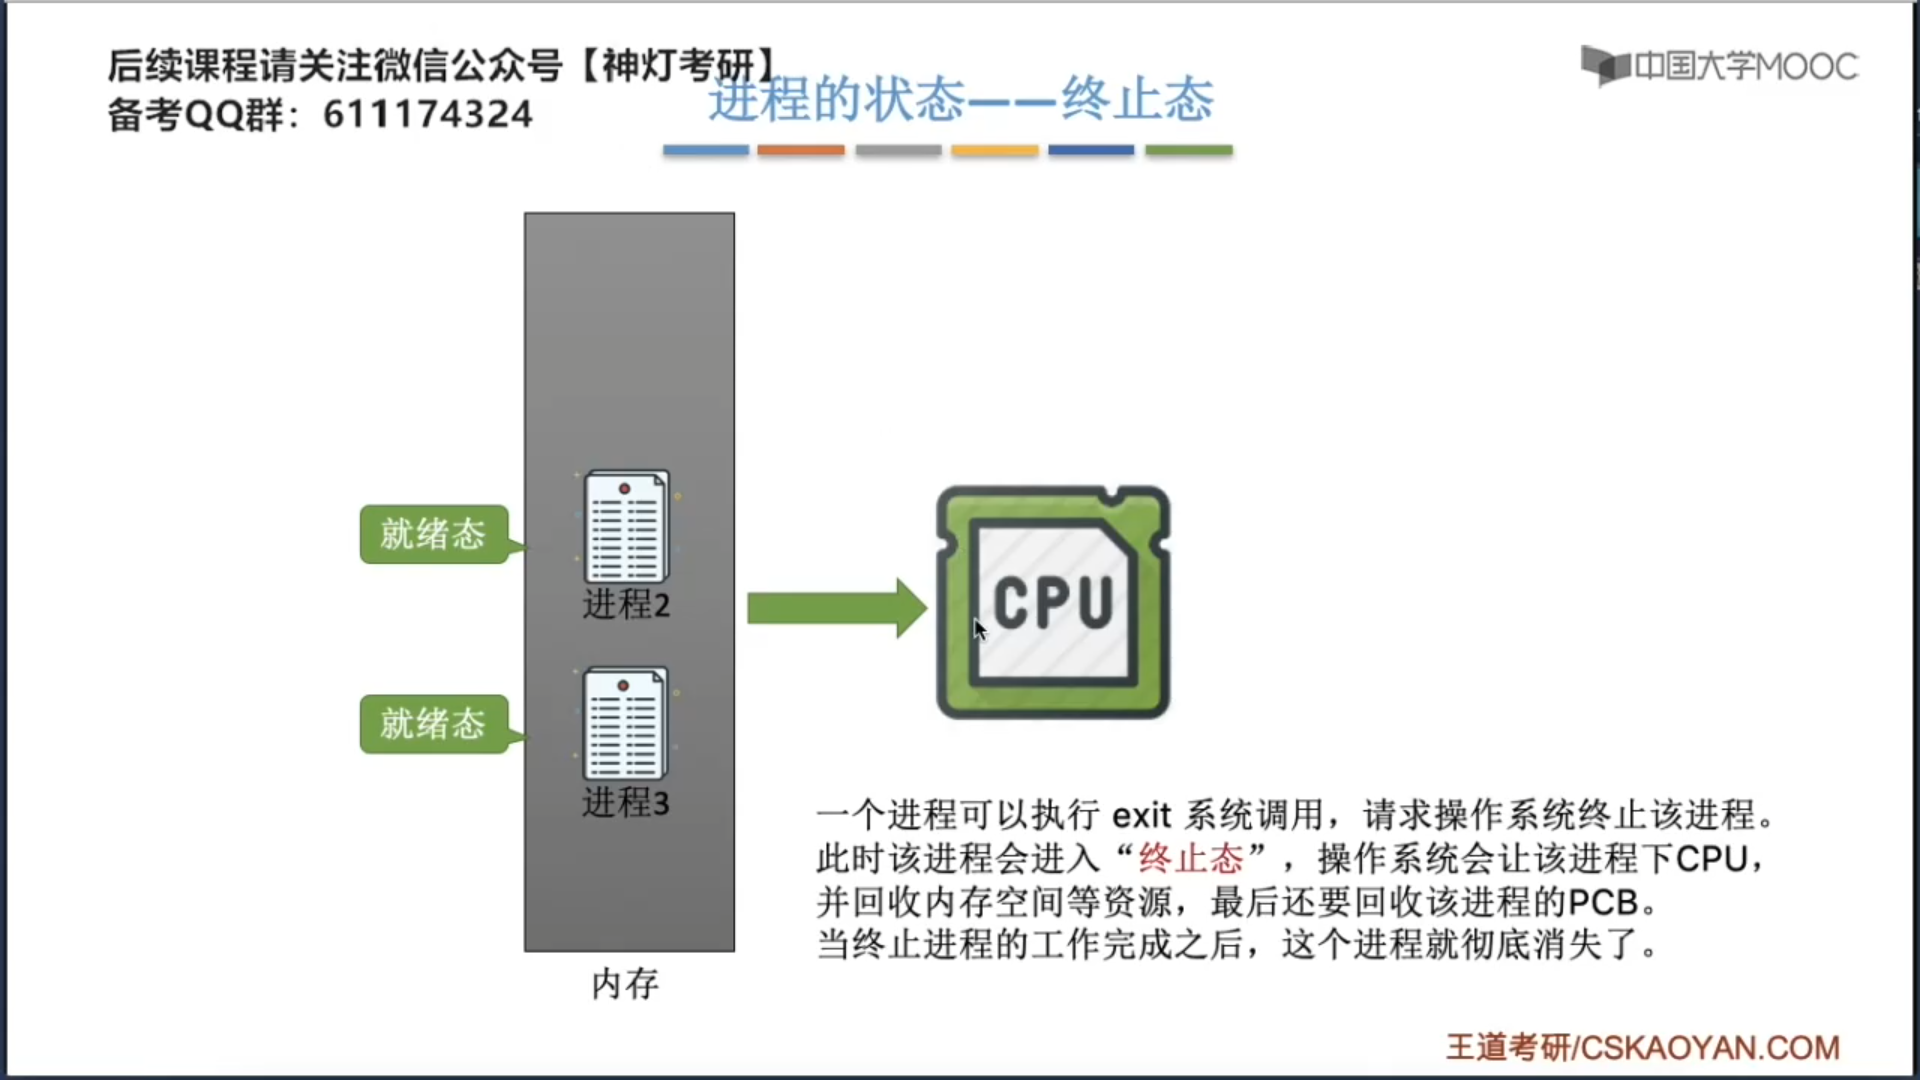 后续课程请关注微信公众号【神灯考研】
备考QQ群：611174324
中国大学MOOC
进程的状态——终止态
就绪态
进程2
CPU
就绪态
进程3
内存
一个进程可以执行 exit 系统调用，请求操作系统终止该进程。
此时该进程会进入“终止态”，操作系统会让该进程下CPU，
并回收内存空间等资源，最后还要回收该进程的PCB。
当终止进程的工作完成之后，这个进程就彻底消失了。
王道考研/CSKAOYAN.COM